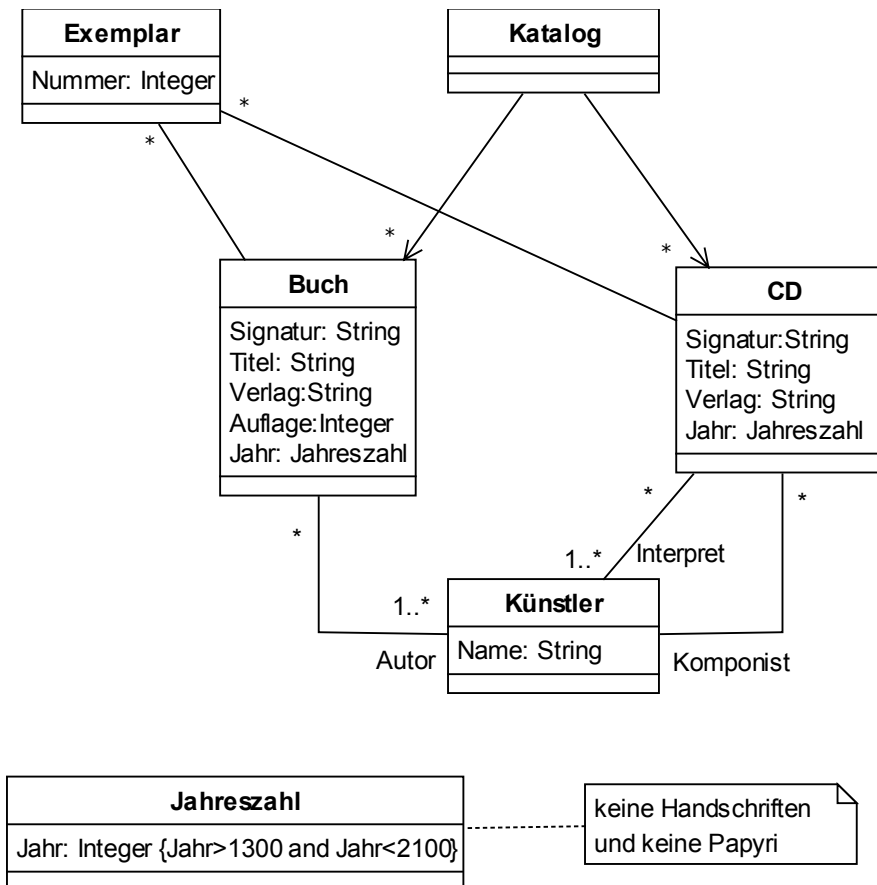 Exemplar
Nummer: Integer
Katalog
*
*
*
*
Buch
Signatur: String
Titel: String
Verlag:String
Auflage:Integer
Jahr: Jahreszahl
CD
Signatur:String
Titel: String
Verlag: String
Jahr: Jahreszahl
*
*
*
1..*
Interpret
1..*
Autor
Künstler
Name: String
Komponist
Jahreszahl
Jahr: Integer {Jahr>1300 and Jahr<2100}
keine Handschriften
und keine Papyri